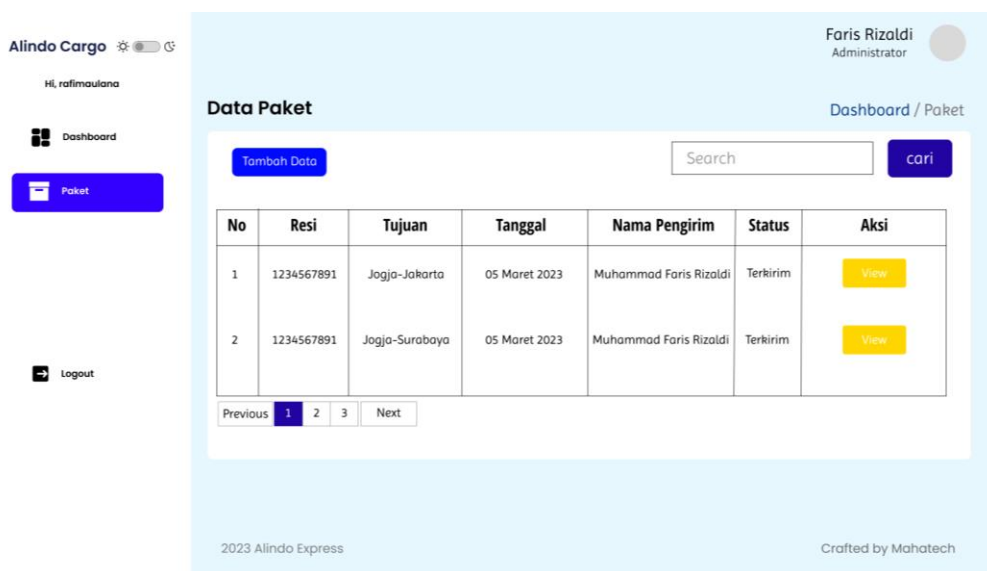 Alindo Cargo
Hi, rafimaulana
Dashboard
Paket
Logout
Faris Rizaldi
Administrator
Data Paket
Dashboard / Paket
Tambah Data
Search
cari
No Resi Tujuan Tanggal Nama Pengirim Status Aksi
1 1234567891 Jogja-Jakarta 05 Maret 2023 Muhammad Faris Rizaldi Terkirim View
2 1234567891 Jogja-Surabaya 05 Maret 2023 Muhammad Faris Rizaldi Terkirim View
Previous 1 2 3 Next
2023 Alindo Express
Crafted by Mahatech